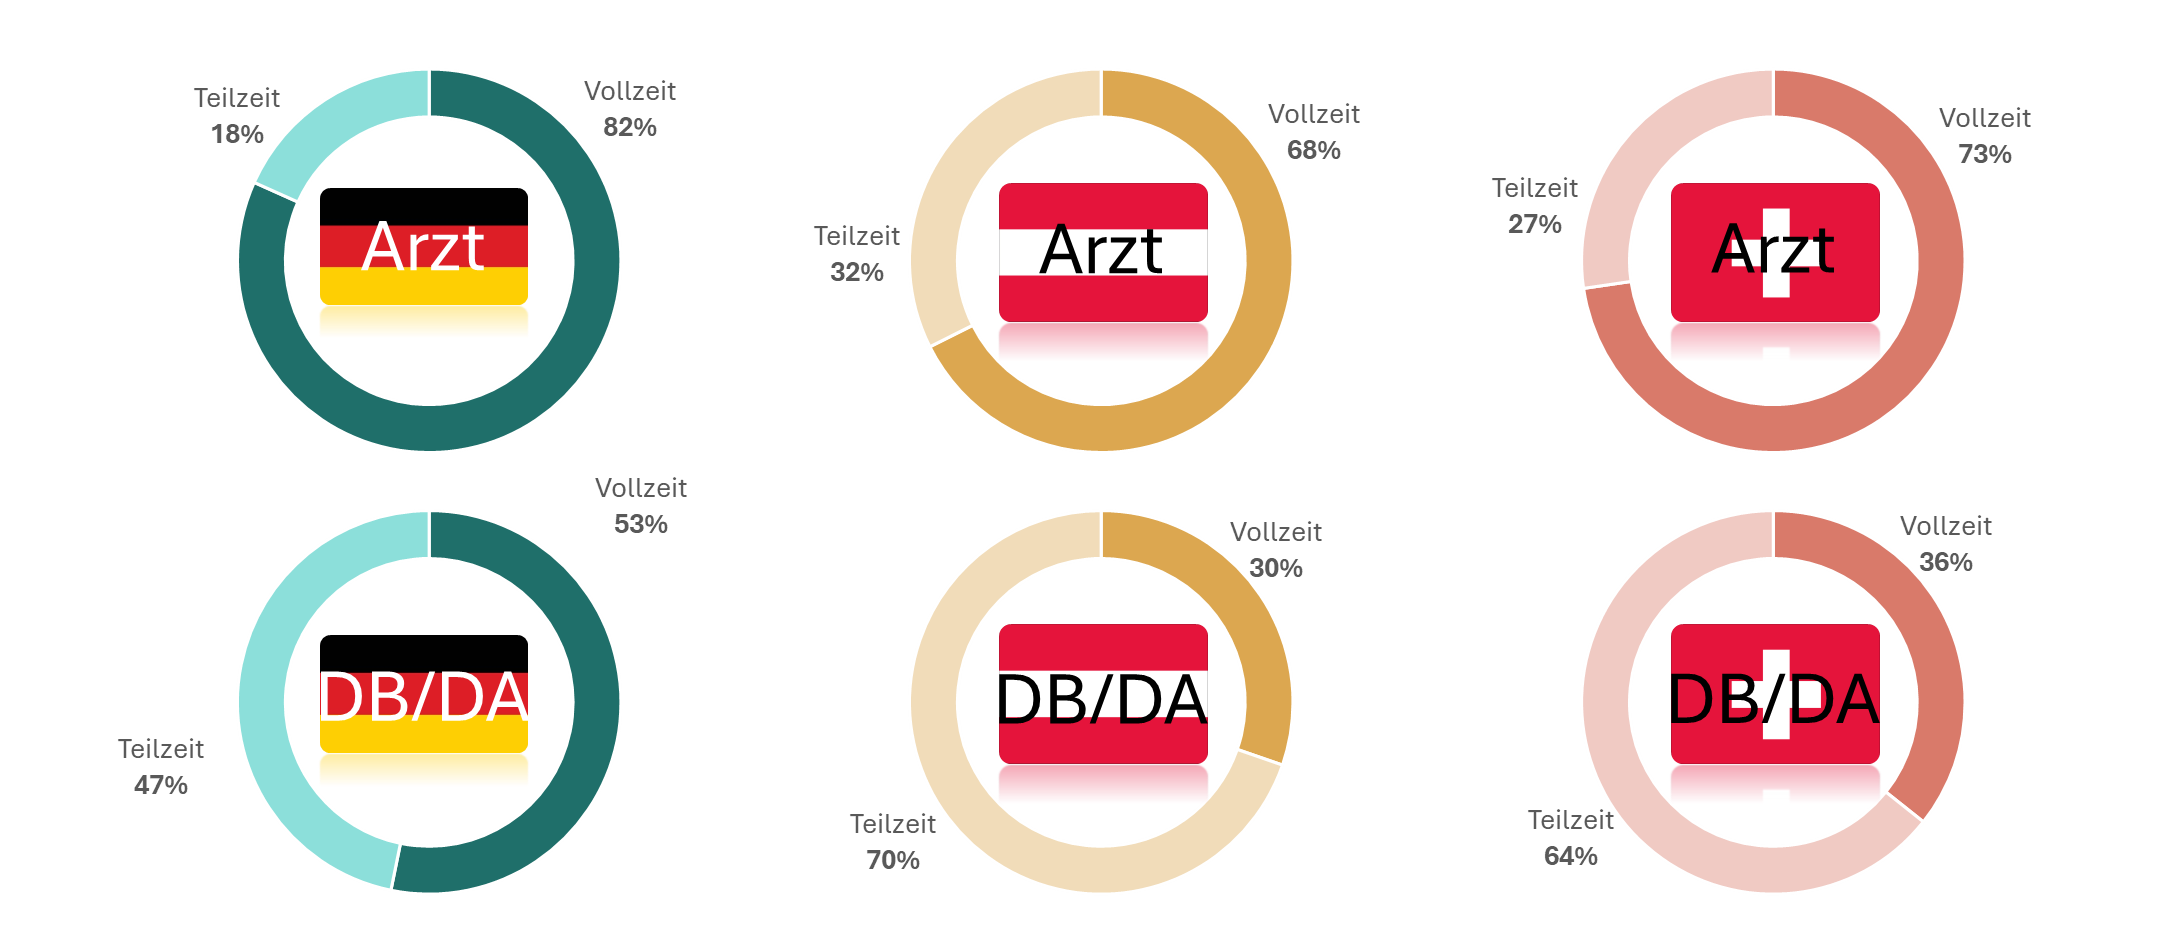 Teilzeit
18%
Vollzeit
82%
Arzt
Teilzeit
32%
Vollzeit
68%
Arzt
Teilzeit
27%
Vollzeit
73%
Arzt
Vollzeit
53%
DB/DA
Teilzeit
47%
Vollzeit
30%
DB/DA
Teilzeit
70%
Vollzeit
36%
DB/DA
Teilzeit
64%